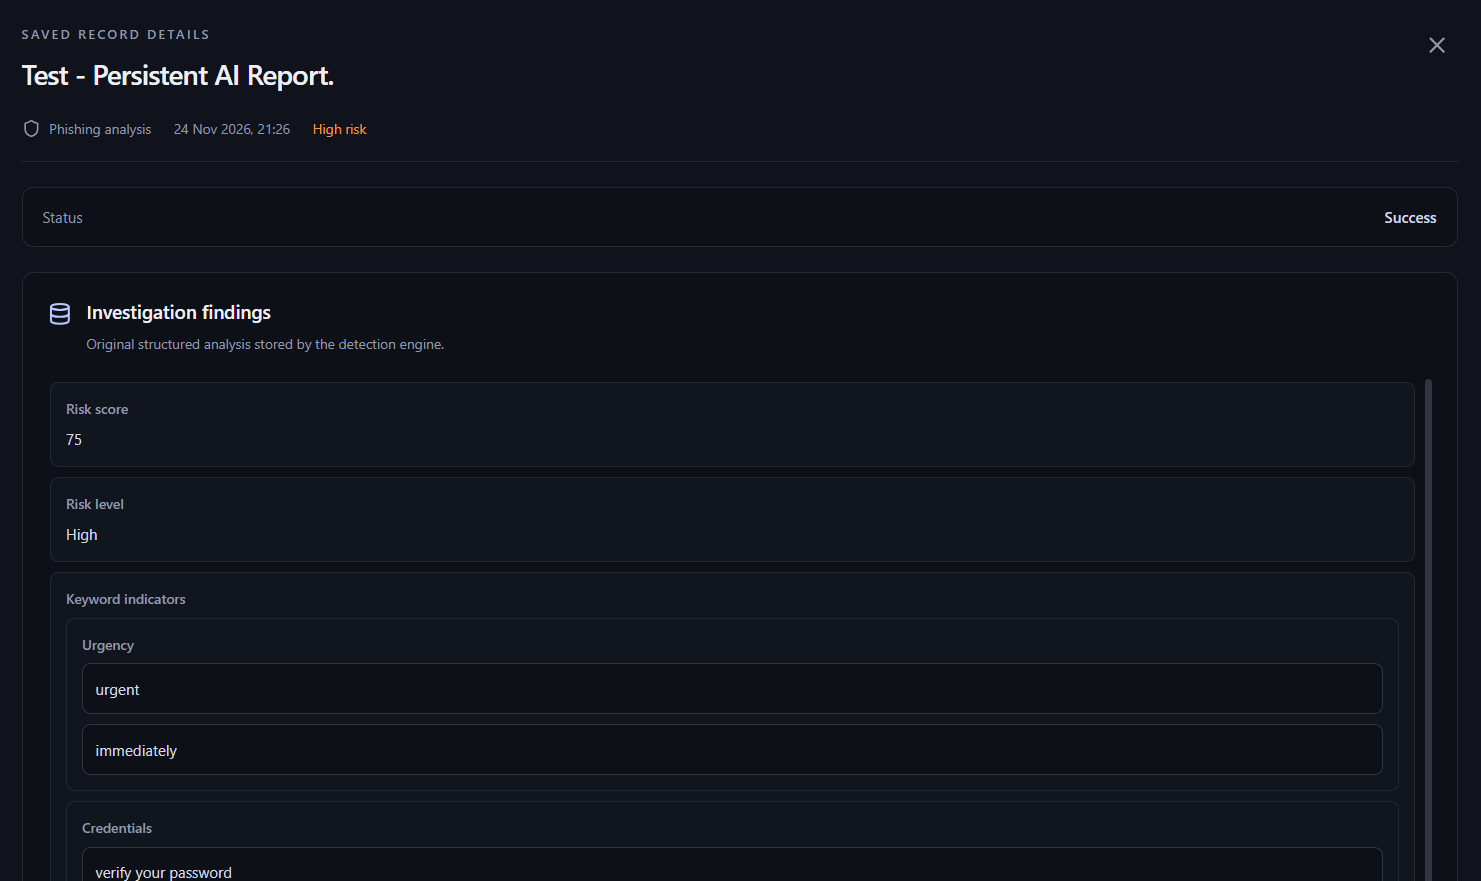 SAVED RECORD DETAILS
Test - Persistent AI Report.
Phishing analysis 24 Nov 2026, 21:26 High risk
Status Success
Investigation findings
Original structured analysis stored by the detection engine.
Risk score
75
Risk level
High
Keyword indicators
Urgency
urgent
immediately
Credentials
verify your password